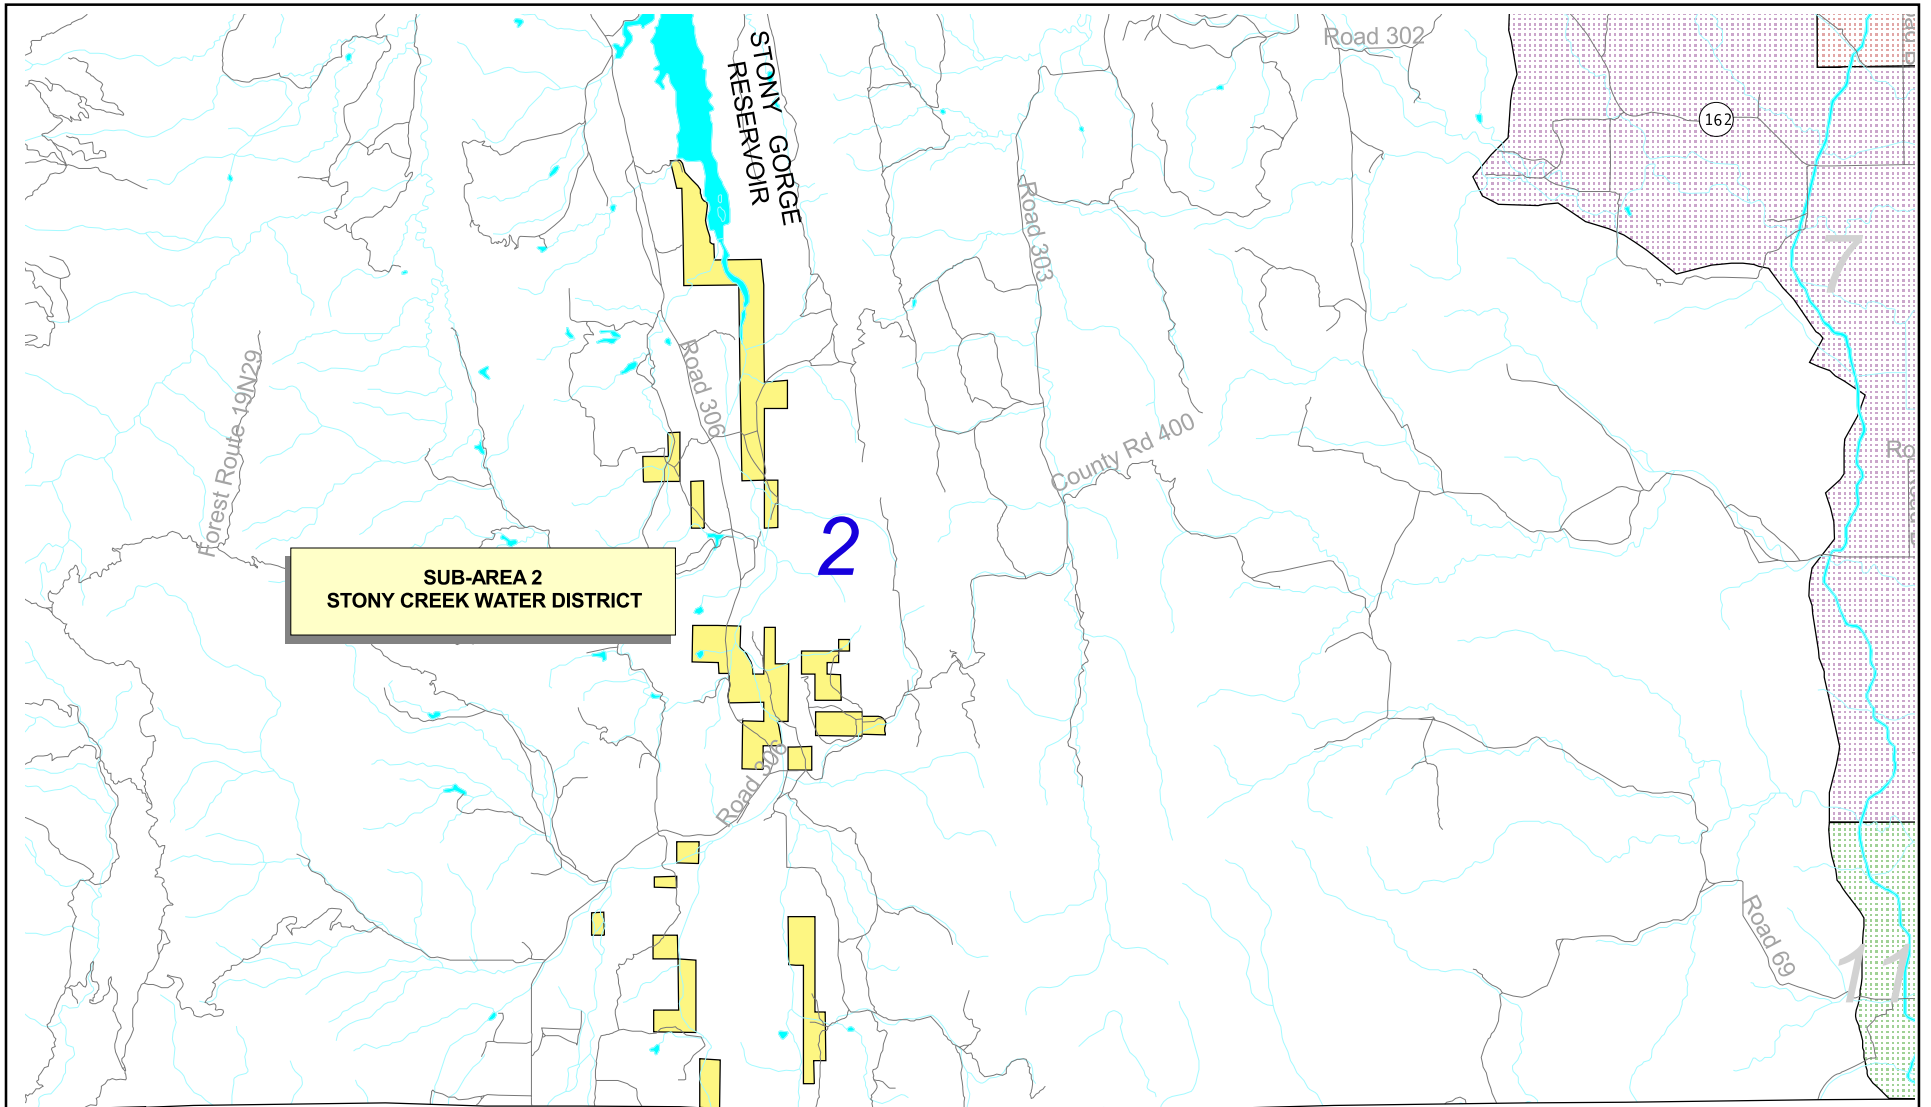 Road 302
STONY GORGE
RESERVOIR
162
Road 303
7
Road 306
Forest Route 19N29
County Rd 400
2
SUB-AREA 2
STONY CREEK WATER DISTRICT
Road 306
Road 69
11